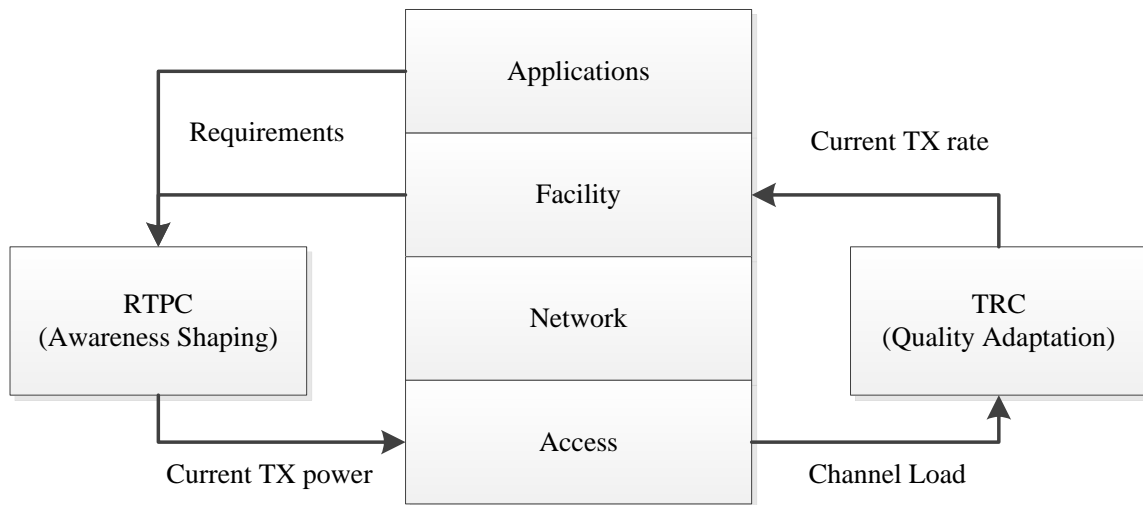 Applications
Requirements
Current TX rate
Facility
RTPC
(Awareness Shaping)
Network
TRC
(Quality Adaptation)
Access
Current TX power
Channel Load